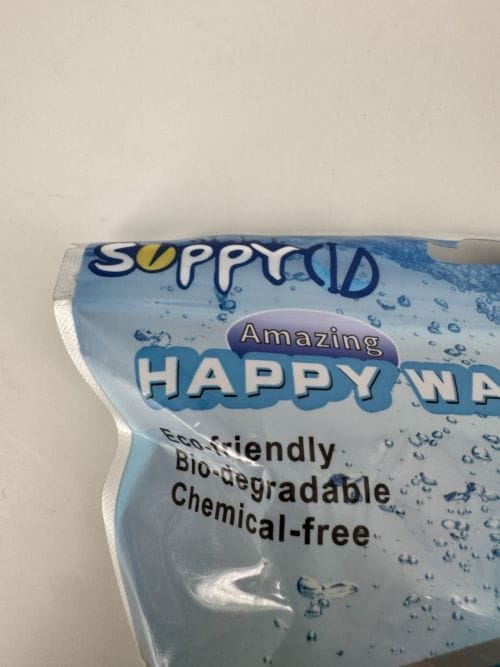 SOPPYCID
Amazing
HAPPY WA
Eco-friendly
Bio-degradable
Chemical-free